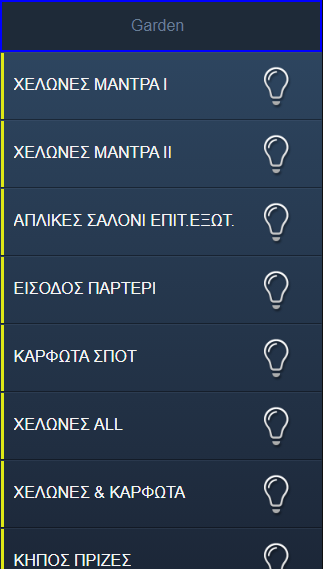 Garden
ΧΕΛΩΝΕΣ ΜΑΝΤΡΑ Ι
ΧΕΛΩΝΕΣ ΜΑΝΤΡΑ ΙΙ
ΑΠΛΙΚΕΣ ΣΑΛΟΝΙ ΕΠΙΤ.ΕΞΩΤ.
ΕΙΣΟΔΟΣ ΠΑΡΤΕΡΙ
ΚΑΡΦΩΤΑ ΣΠΟΤ
ΧΕΛΩΝΕΣ ALL
ΧΕΛΩΝΕΣ & ΚΑΡΦΩΤΑ
ΚΗΠΟΣ ΠΡΙΖΕΣ